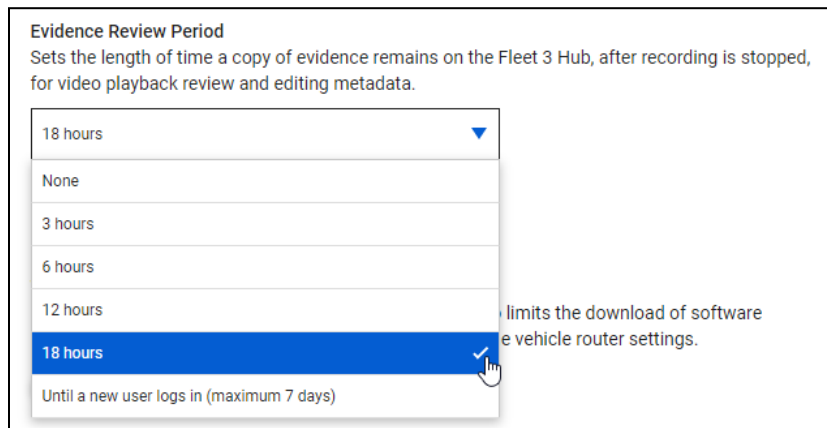 Evidence Review Period
Sets the length of time a copy of evidence remains on the Fleet 3 Hub, after recording is stopped,
for video playback review and editing metadata.
18 hours
None
3 hours
6 hours
12 hours
limits the download of software
18 hours
e vehicle router settings.
Until a new user logs in (maximum 7 days)